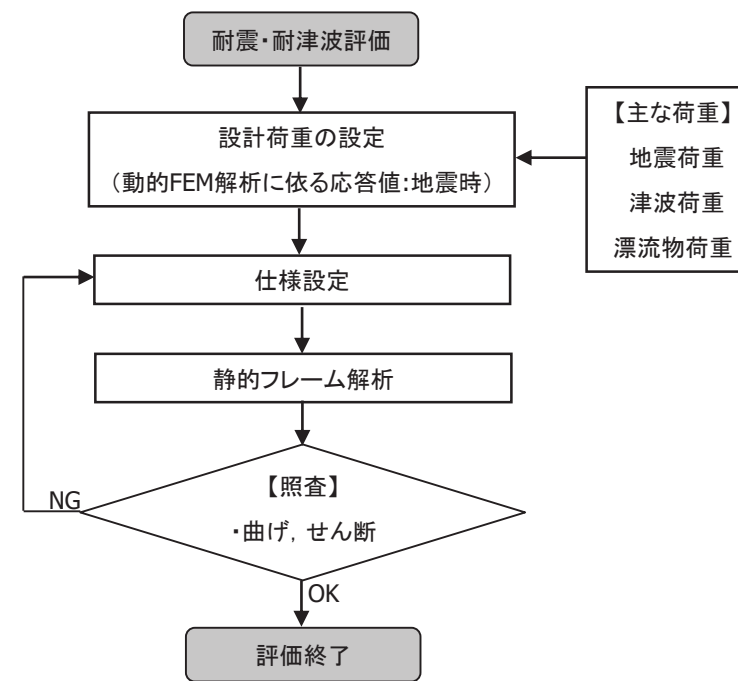 耐震・耐津波評価
設計荷重の設定
（動的FEM解析に依る応答値:地震時）
【主な荷重】
地震荷重
津波荷重
漂流物荷重
仕様設定
静的フレーム解析
【照査】
・曲げ，せん断
NG
OK
評価終了